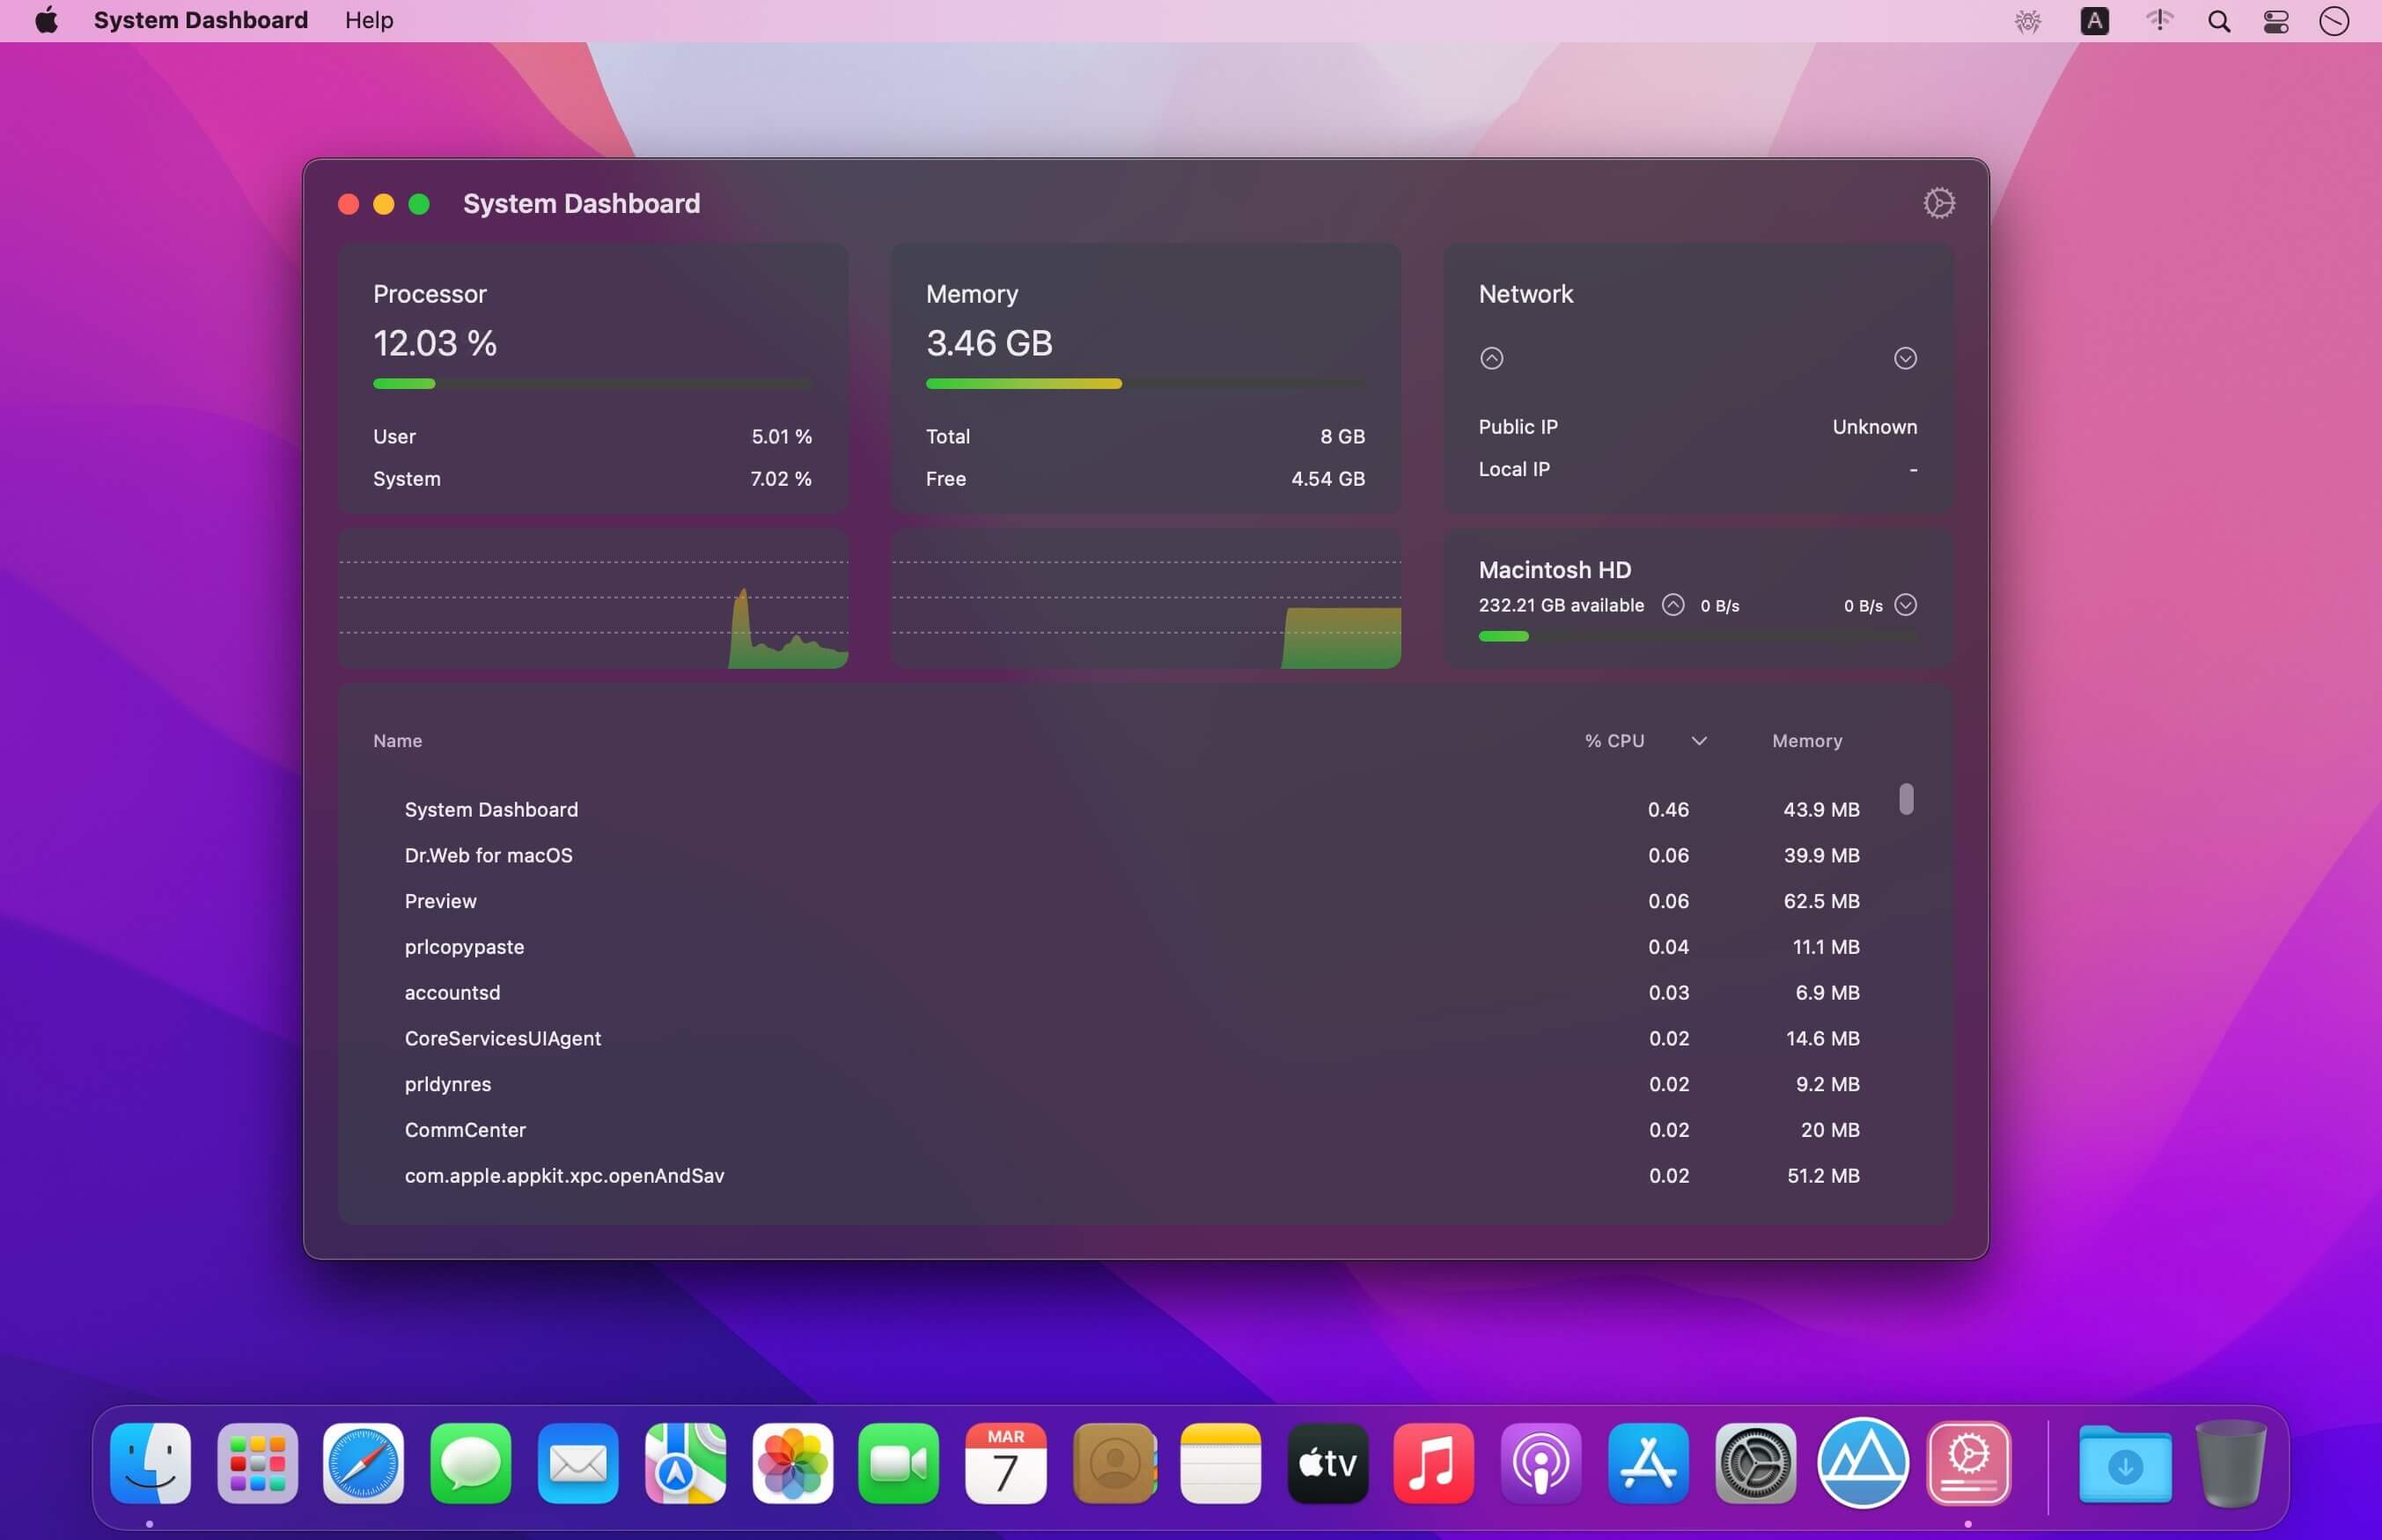 System Dashboard Help A
System Dashboard
Processor
12.03 %
User 5.01 %
System 7.02 %
Memory
3.46 GB
Total 8 GB
Free 4.54 GB
Network
Public IP Unknown
Local IP -
Macintosh HD
232.21 GB available 0 B/s 0 B/s
Name % CPU Memory
System Dashboard 0.46 43.9 MB
Dr.Web for macOS 0.06 39.9 MB
Preview 0.06 62.5 MB
prlcopypaste 0.04 11.1 MB
accountsd 0.03 6.9 MB
CoreServicesUIAgent 0.02 14.6 MB
prldynres 0.02 9.2 MB
CommCenter 0.02 20 MB
com.apple.appkit.xpc.openAndSav 0.02 51.2 MB
MAR
7
tv